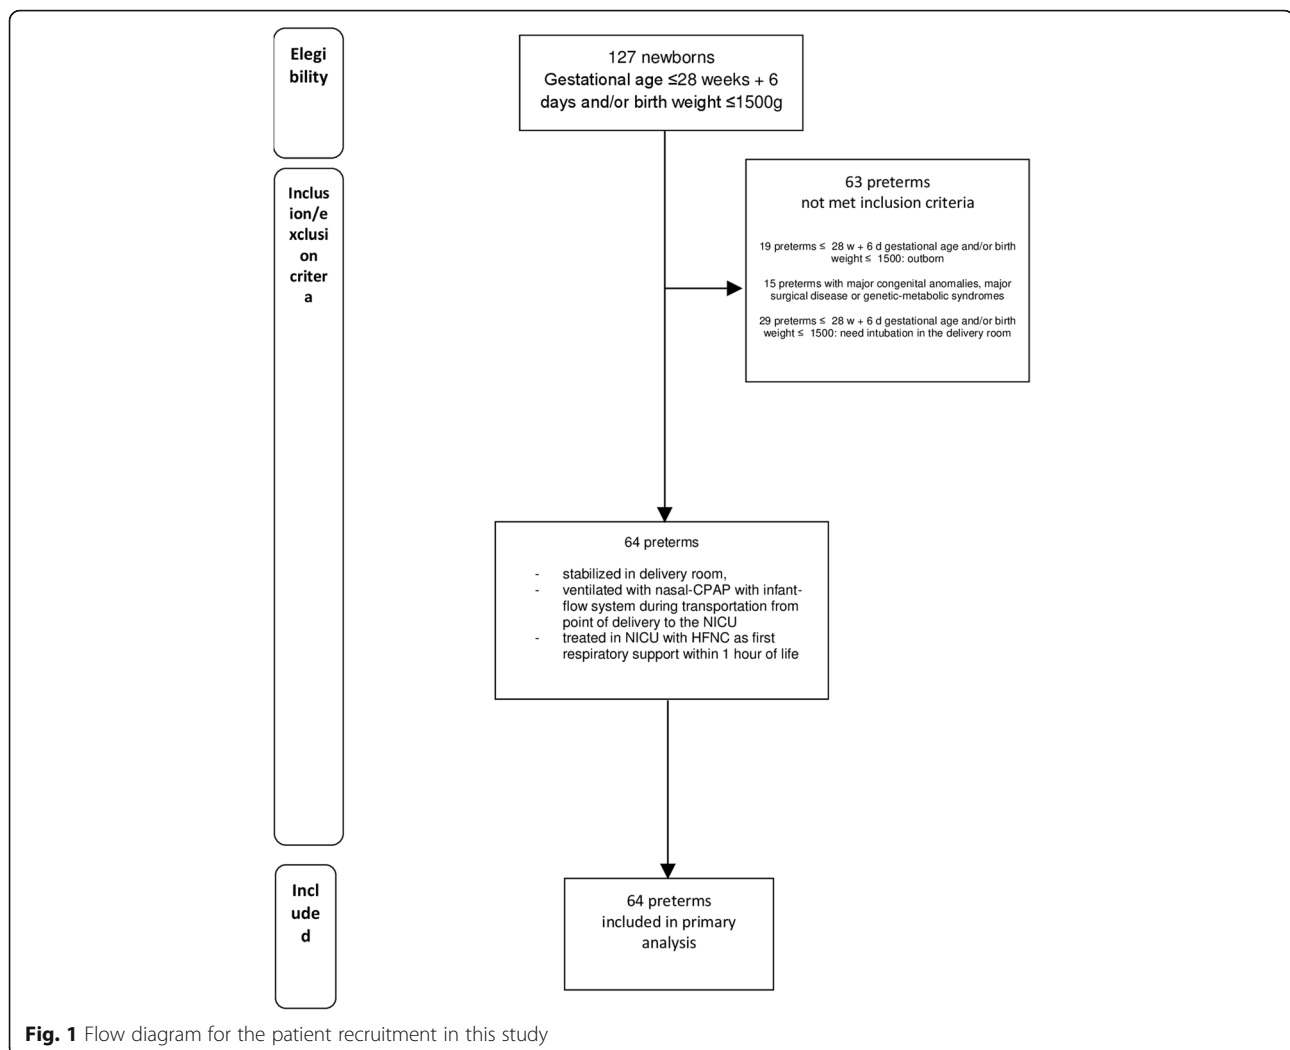 Elegi
bility
127 newborns
Gestational age ≤28 weeks + 6
days and/or birth weight ≤1500g
Inclus
ion/e
xclusi
on
criter
a
63 preterms
not met inclusion criteria
19 preterms ≤ 28 w + 6 d gestational age and/or birth
weight ≤ 1500: outborn
15 preterms with major congenital anomalies, major
surgical disease or genetic-metabolic syndromes
29 preterms ≤ 28 w + 6 d gestational age and/or birth
weight ≤ 1500: need intubation in the delivery room
64 preterms
- stabilized in delivery room,
- ventilated with nasal-CPAP with infant-
flow system during transportation from
point of delivery to the NICU
- treated in NICU with HFNC as first
respiratory support within 1 hour of life
Incl
ude
d
64 preterms
included in primary
analysis
Fig. 1 Flow diagram for the patient recruitment in this study